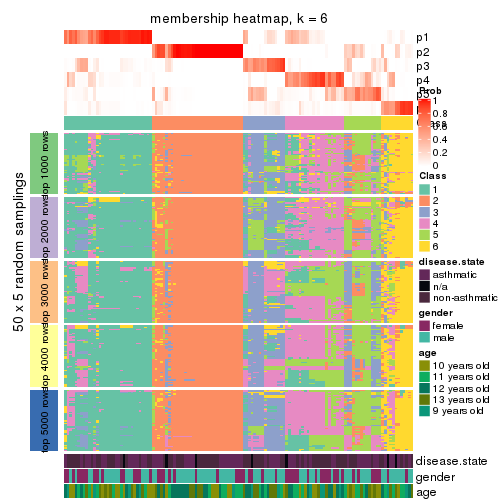 membership heatmap, k = 6
p1
p2
p3
p4
p5
Prob
1
0.8
0.6
0.4
0.2
0
Class
1
2
3
4
5
6
disease.state
asthmatic
n/a
non-asthmatic
gender
female
male
age
10 years old
11 years old
12 years old
13 years old
9 years old
50 x 5 random samplings
top 1000 rows
top 2000 rows
top 3000 rows
top 4000 rows
top 5000 rows
disease.state
gender
age